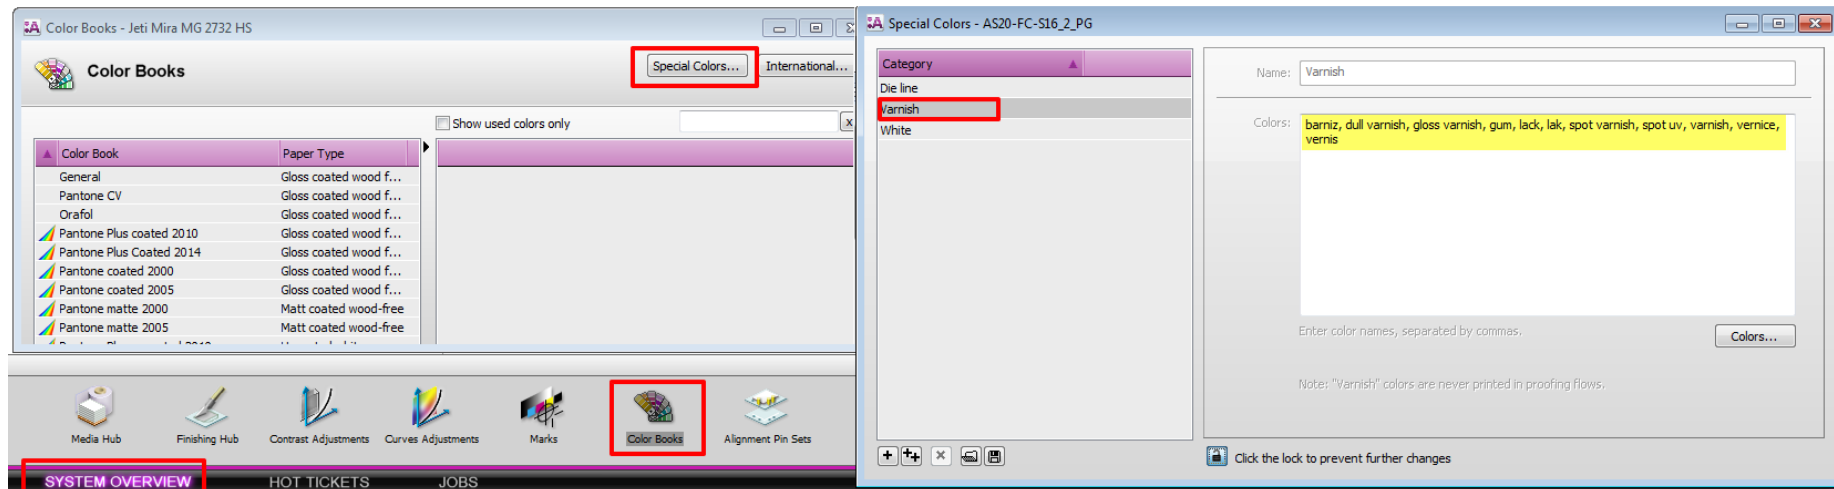 Color Books - Jeti Mira MG 2732 HS
Color Books
Special Colors...
International...
Show used colors only
x
Color Book Paper Type
General Gloss coated wood f...
Pantone CV Gloss coated wood f...
Orafol Gloss coated wood f...
Pantone Plus coated 2010 Gloss coated wood f...
Pantone Plus Coated 2014 Gloss coated wood f...
Pantone coated 2000 Gloss coated wood f...
Pantone coated 2005 Gloss coated wood f...
Pantone matte 2000 Matt coated wood-free
Pantone matte 2005 Matt coated wood-free
Media Hub
Finishing Hub
Contrast Adjustments
Curves Adjustments
Marks
Color Books
Alignment Pin Sets
SYSTEM OVERVIEW
HOT TICKETS
JOBS
Special Colors - AS20-FC-S16_2_PG
Category
Die line
Varnish
White
Name: Varnish
Colors: barniz, dull varnish, gloss varnish, gum, lack, lak, spot varnish, spot uv, varnish, vernice,
vernis
Enter color names, separated by commas.
Colors...
Note: "Varnish" colors are never printed in proofing flows.
Click the lock to prevent further changes